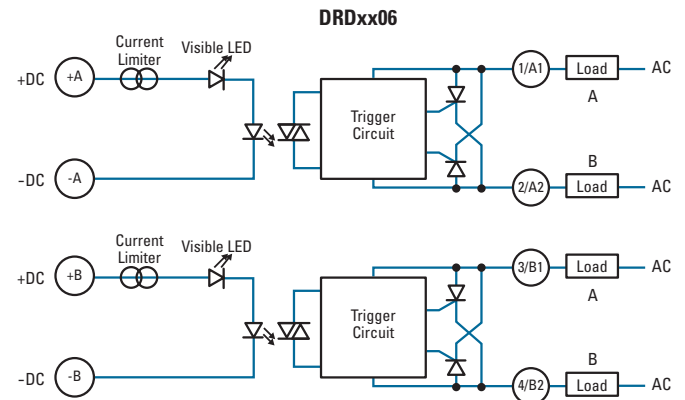 DRDxx06
Current
Limiter
Visible LED
+DC
+A
-DC
-A
Trigger
Circuit
1/A1
Load
AC
A
B
2/A2
Load
AC
Current
Limiter
Visible LED
+DC
+B
-DC
-B
Trigger
Circuit
3/B1
Load
AC
A
B
4/B2
Load
AC